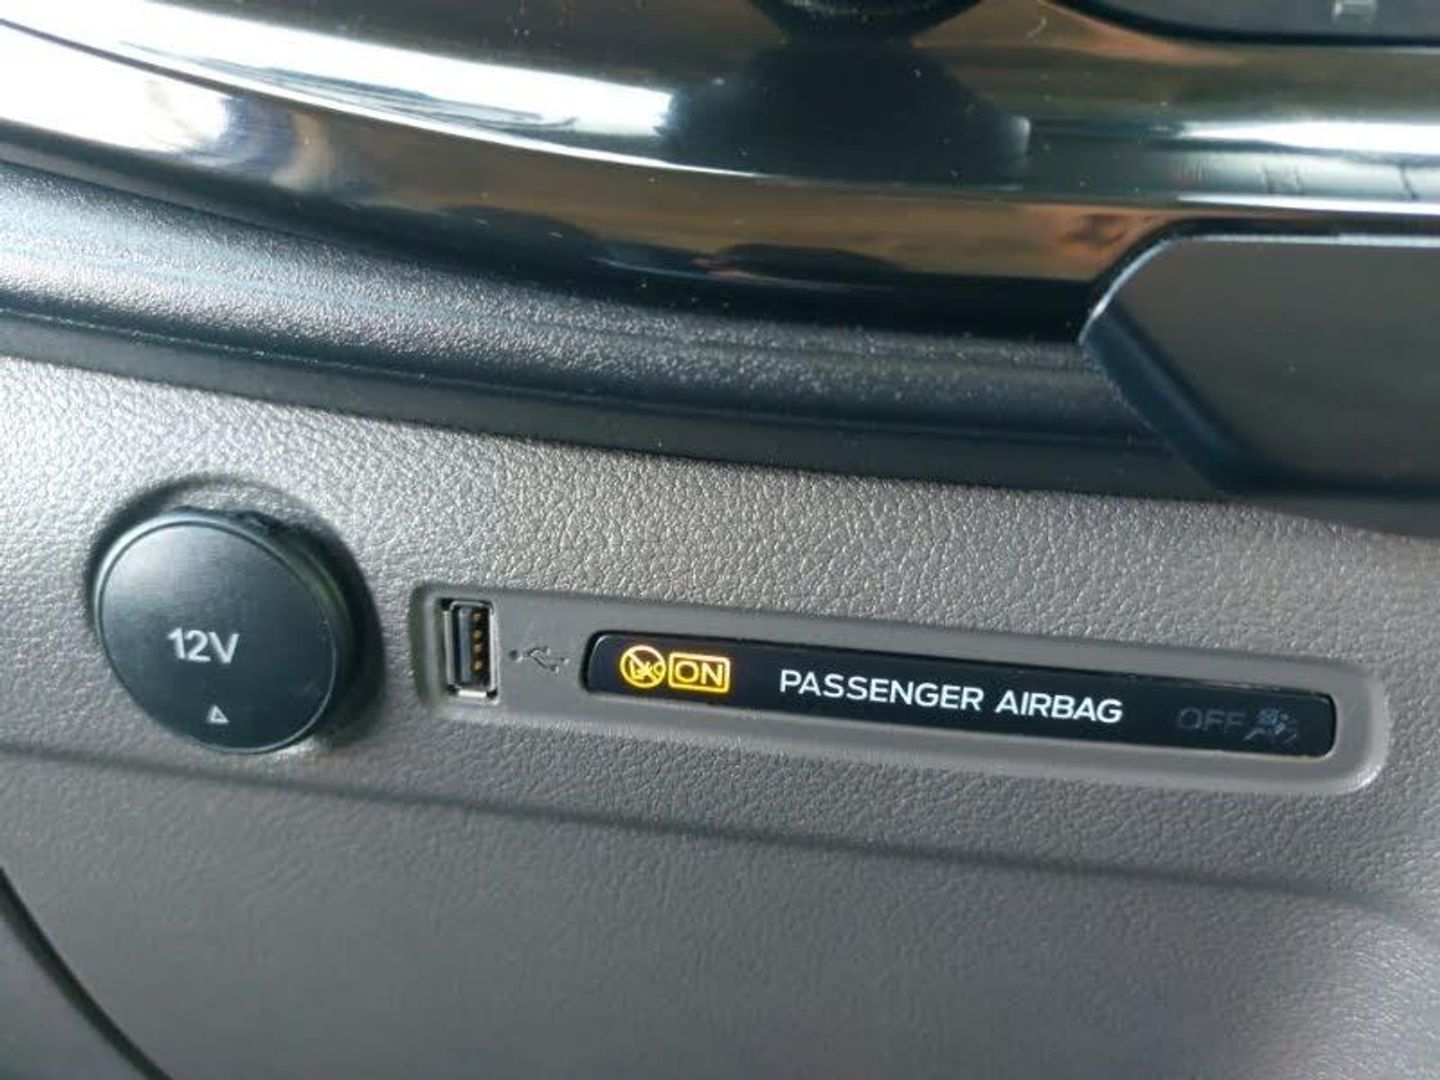 12V
ON PASSENGER AIRBAG OFF